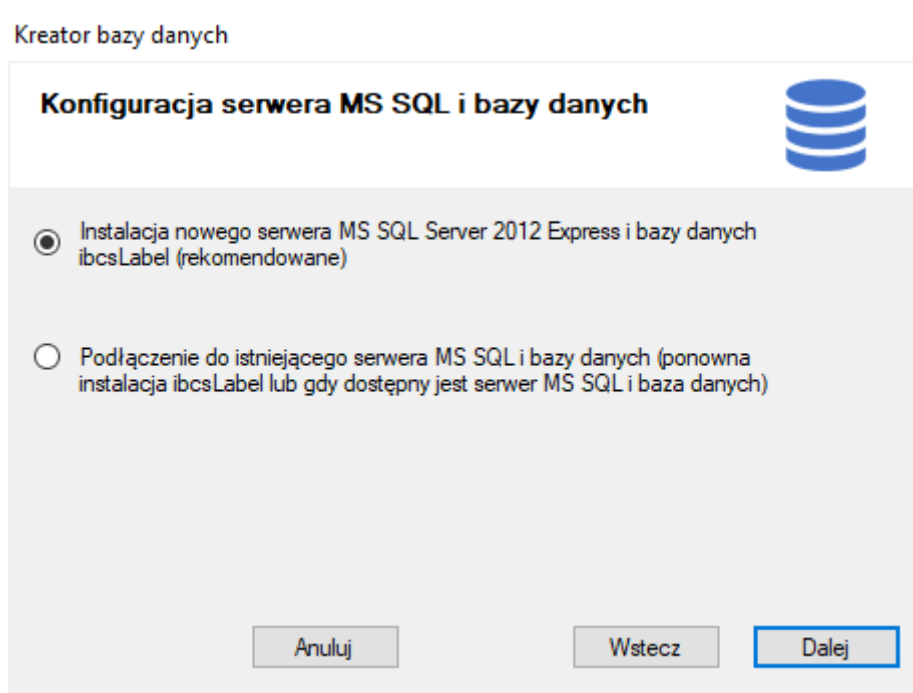 Kreator bazy danych
Konfiguracja serwera MS SQL i bazy danych
Instalacja nowego serwera MS SQL Server 2012 Express i bazy danych
ibcsLabel (rekomendowane)
Podłączenie do istniejącego serwera MS SQL i bazy danych (ponowna
instalacja ibcsLabel lub gdy dostępny jest serwer MS SQL i baza danych)
Anuluj
Wstecz
Dalej